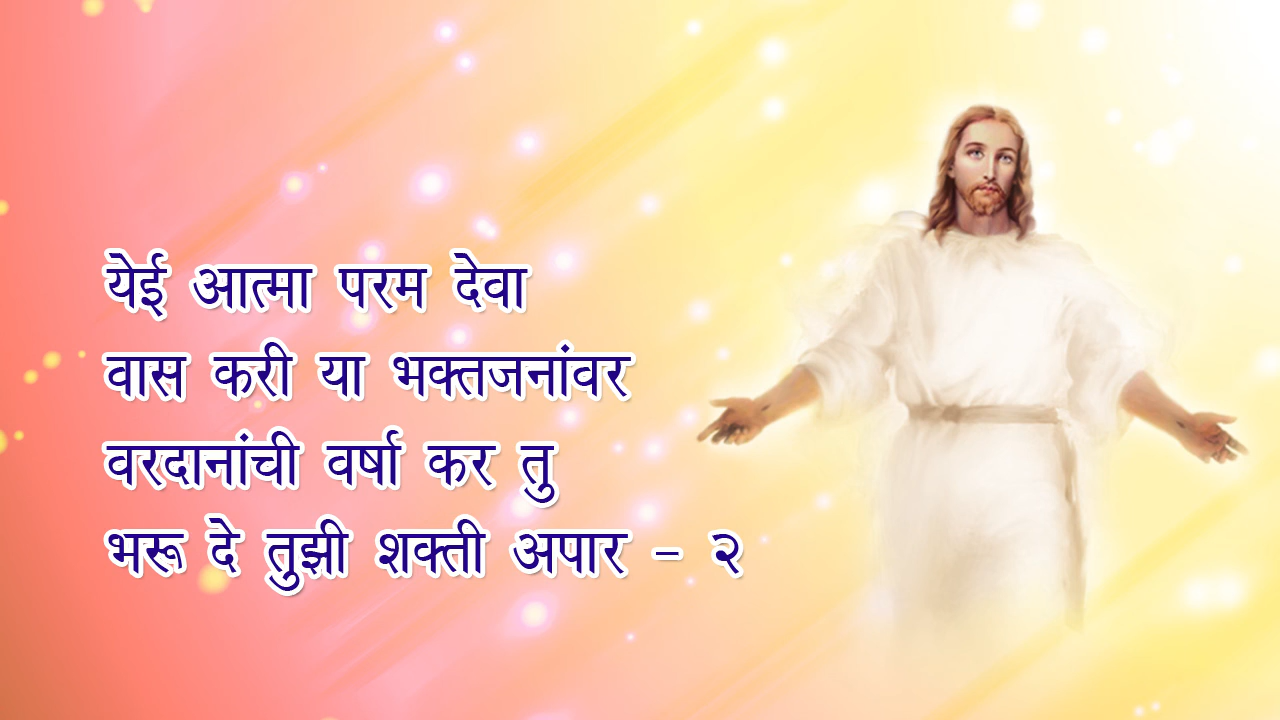 येई आत्मा परम देवा
वास करी या भक्तजनांवर
वरदानांची वर्षा कर तु
भरू दे तुझी शक्ती अपार - २